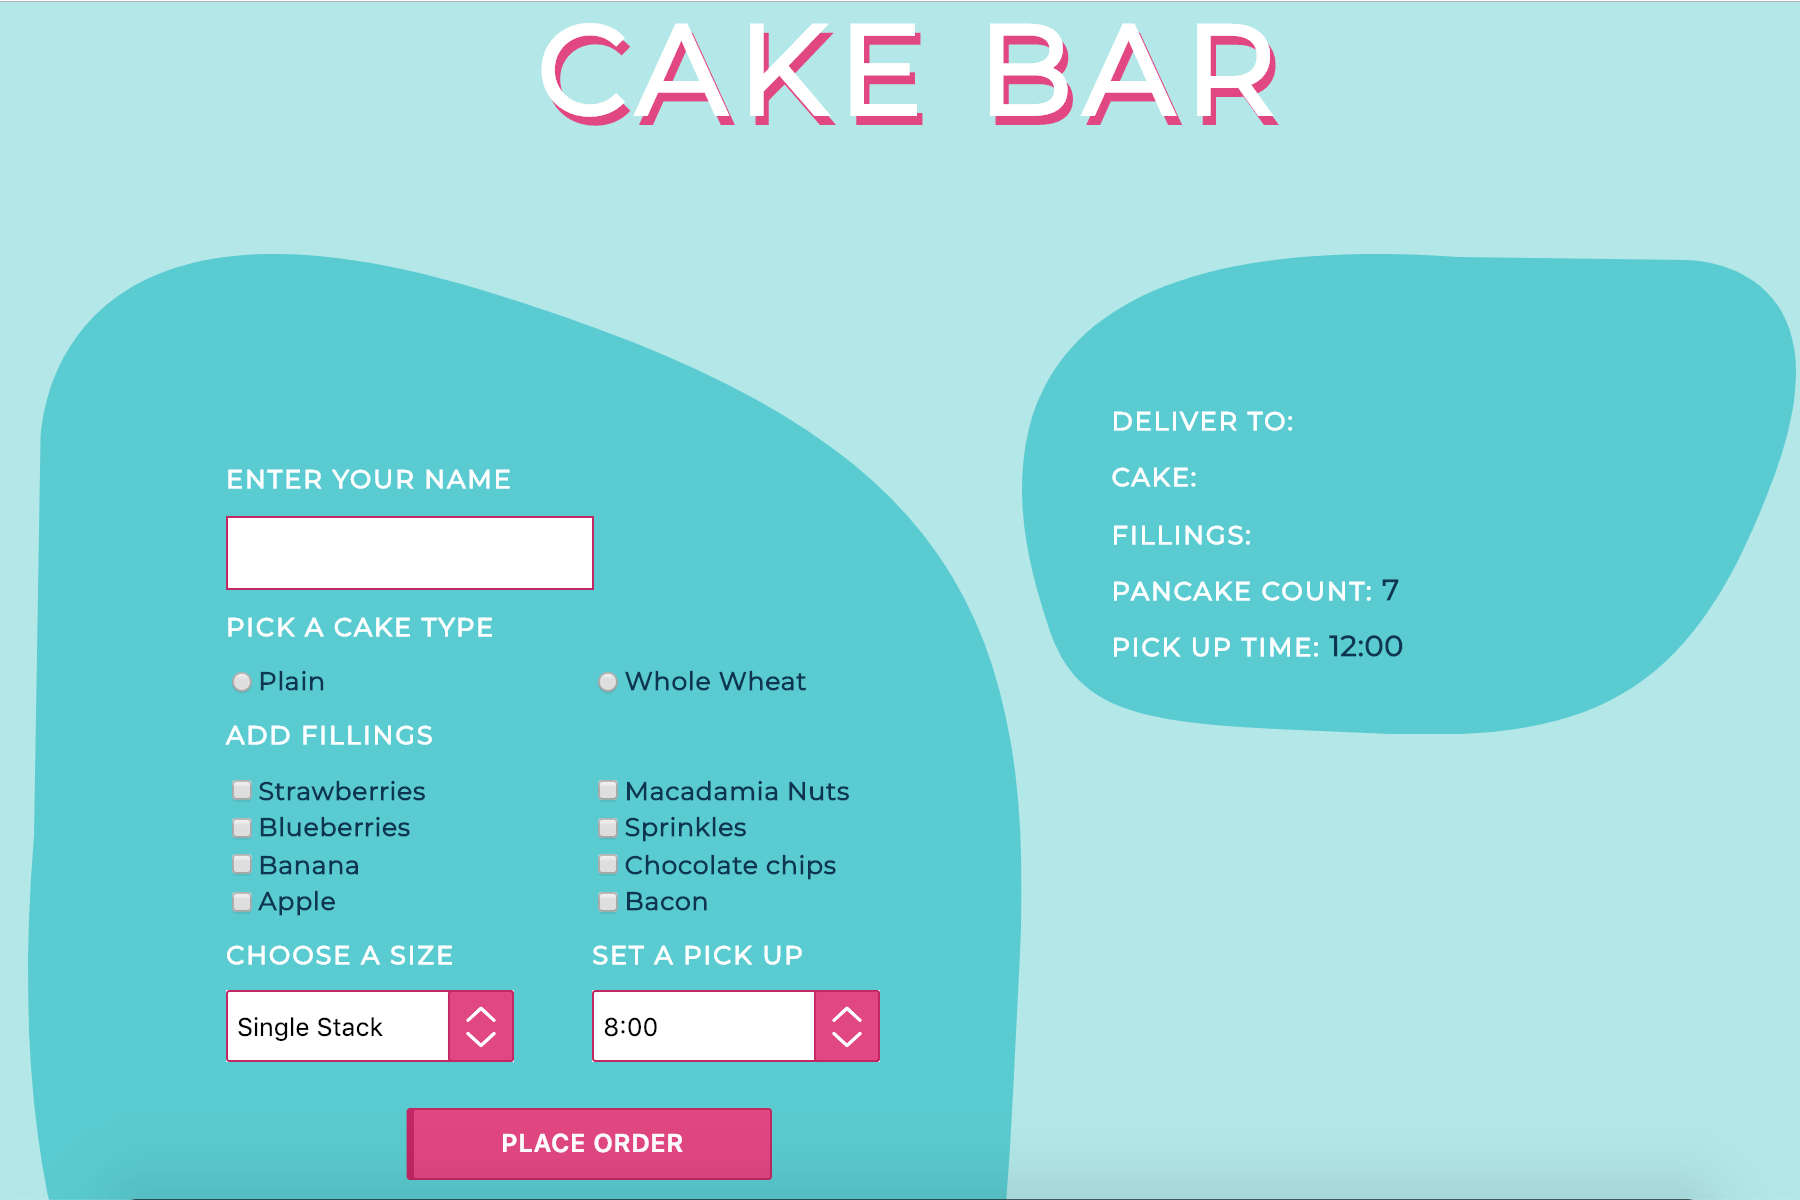 CAKE BAR
ENTER YOUR NAME
PICK A CAKE TYPE
Plain
Whole Wheat
ADD FILLINGS
Strawberries
Macadamia Nuts
Blueberries
Sprinkles
Banana
Chocolate chips
Apple
Bacon
CHOOSE A SIZE
SET A PICK UP
Single Stack
8:00
PLACE ORDER
DELIVER TO:
CAKE:
FILLINGS:
PANCAKE COUNT: 7
PICK UP TIME: 12:00